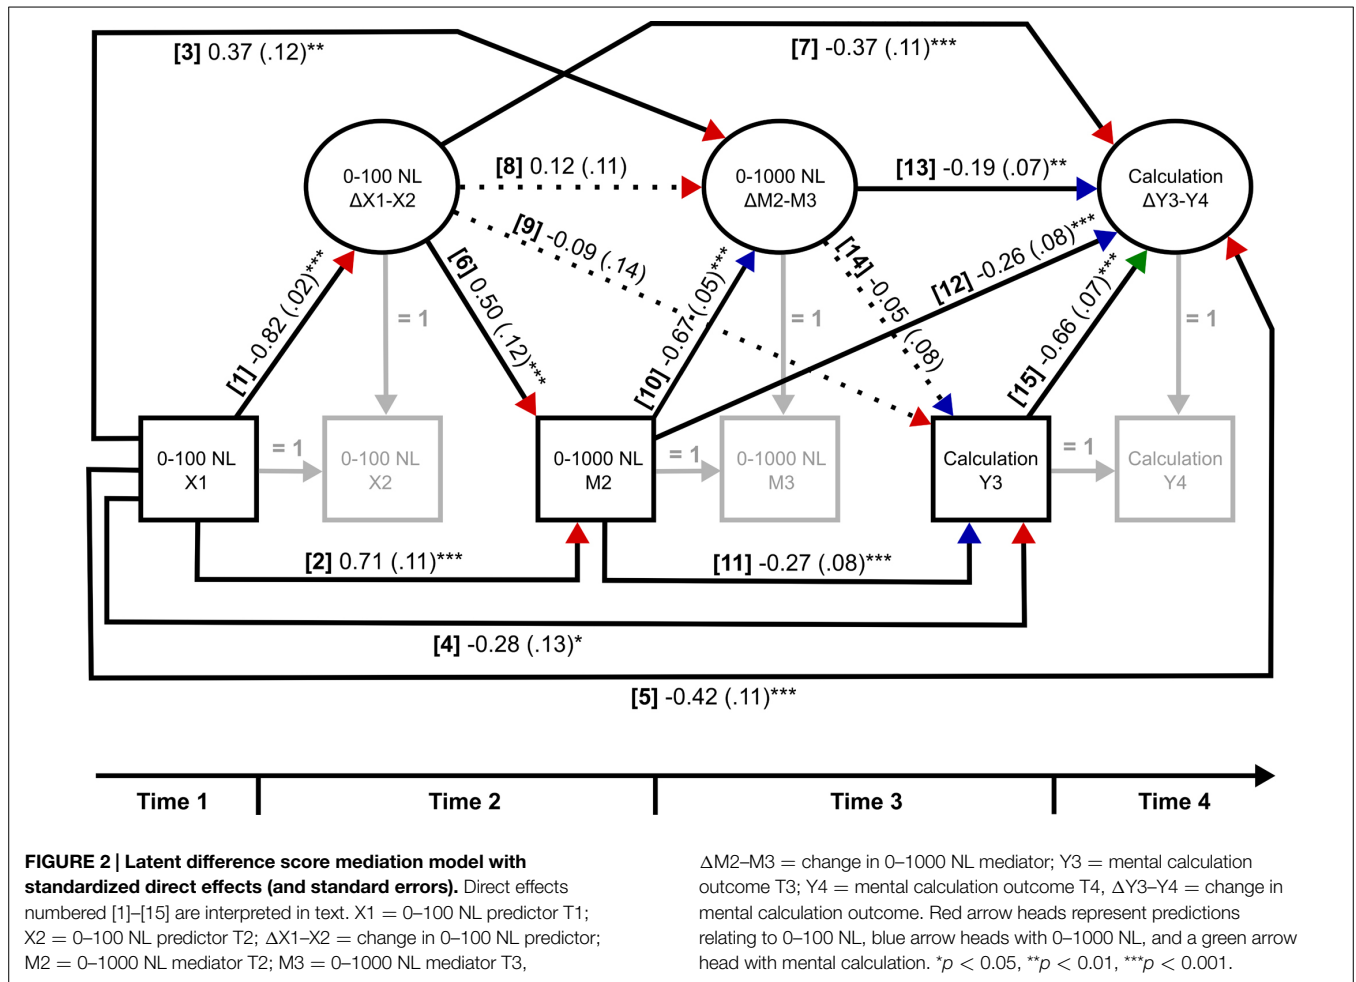 [3] 0.37 (.12)**
[7] -0.37 (.11)***
0-100 NL
ΔX1-X2
[8] 0.12 (.11)
0-1000 NL
ΔM2-M3
[13] -0.19 (.07)**
Calculation
ΔY3-Y4
[9] -0.09 (.14)
[1] -0.82 (.02)***
= 1
[6] 0.50 (.12)***
[10] -0.67 (.05)***
= 1
[14] -0.05 (.08)
[12] -0.26 (.08)***
[15] -0.66 (.07)***
= 1
0-100 NL
X1
= 1
0-100 NL
X2
0-1000 NL
M2
= 1
0-1000 NL
M3
Calculation
Y3
= 1
Calculation
Y4
[2] 0.71 (.11)***
[11] -0.27 (.08)***
[4] -0.28 (.13)*
[5] -0.42 (.11)***
Time 1
Time 2
Time 3
Time 4
FIGURE 2 | Latent difference score mediation model with
standardized direct effects (and standard errors). Direct effects
numbered [1]–[15] are interpreted in text. X1 = 0–100 NL predictor T1;
X2 = 0–100 NL predictor T2; ΔX1–X2 = change in 0–100 NL predictor;
M2 = 0–1000 NL mediator T2; M3 = 0–1000 NL mediator T3,
ΔM2–M3 = change in 0–1000 NL mediator; Y3 = mental calculation
outcome T3; Y4 = mental calculation outcome T4, ΔY3–Y4 = change in
mental calculation outcome. Red arrow heads represent predictions
relating to 0–100 NL, blue arrow heads with 0–1000 NL, and a green arrow
head with mental calculation. *p < 0.05, **p < 0.01, ***p < 0.001.